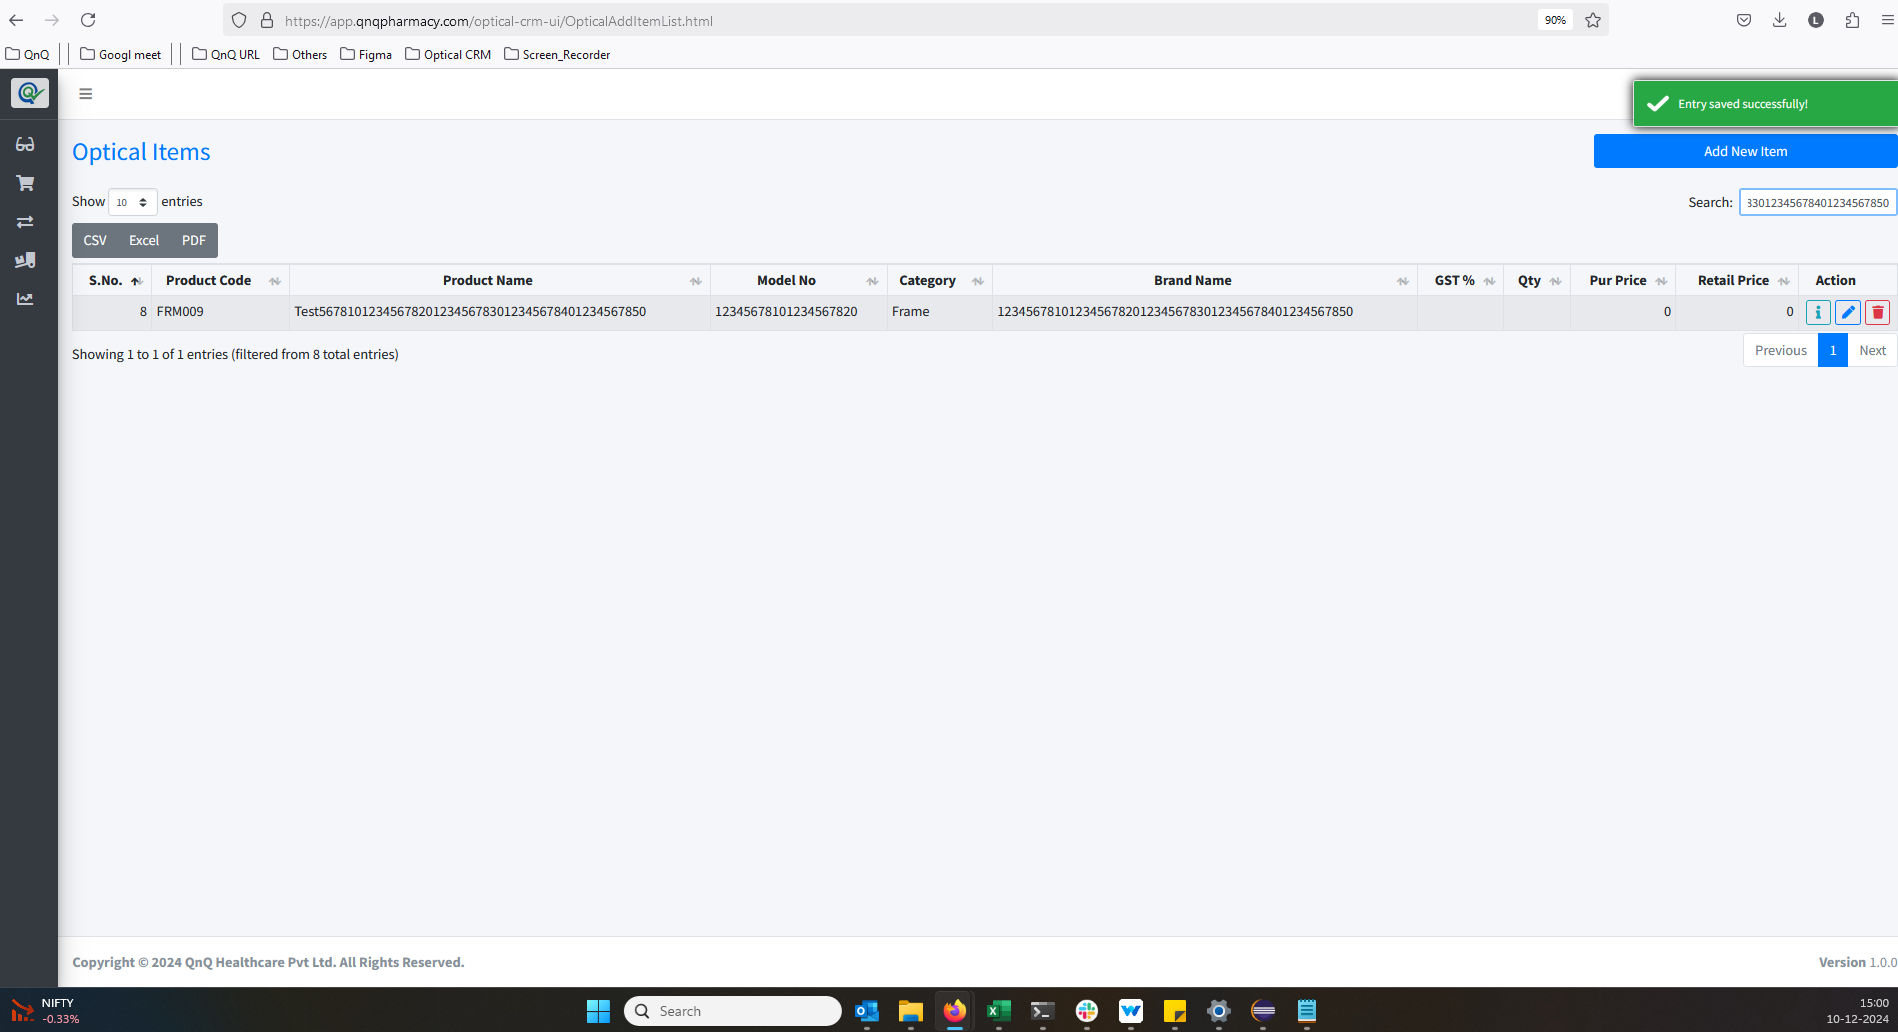 https://app.qnqpharmacy.com/optical-crm-ui/OpticalAddItemList.html
90%
L
QnQ
Googl meet
QnQ URL
Others
Figma
Optical CRM
Screen_Recorder
Entry saved successfully!
Optical Items
Add New Item
Show 10 entries
Search: 33012345678401234567850
CSV Excel PDF
S.No. Product Code Product Name Model No Category Brand Name GST % Qty Pur Price Retail Price Action
8 FRM009 Test5678101234567820123456783012345678401234567850 12345678101234567820 Frame 12345678101234567820123456783012345678401234567850 0 0
Showing 1 to 1 of 1 entries (filtered from 8 total entries)
Previous 1 Next
Copyright © 2024 QnQ Healthcare Pvt Ltd. All Rights Reserved.
Version 1.0.0
NIFTY
-0.33%
Search
15:00
10-12-2024